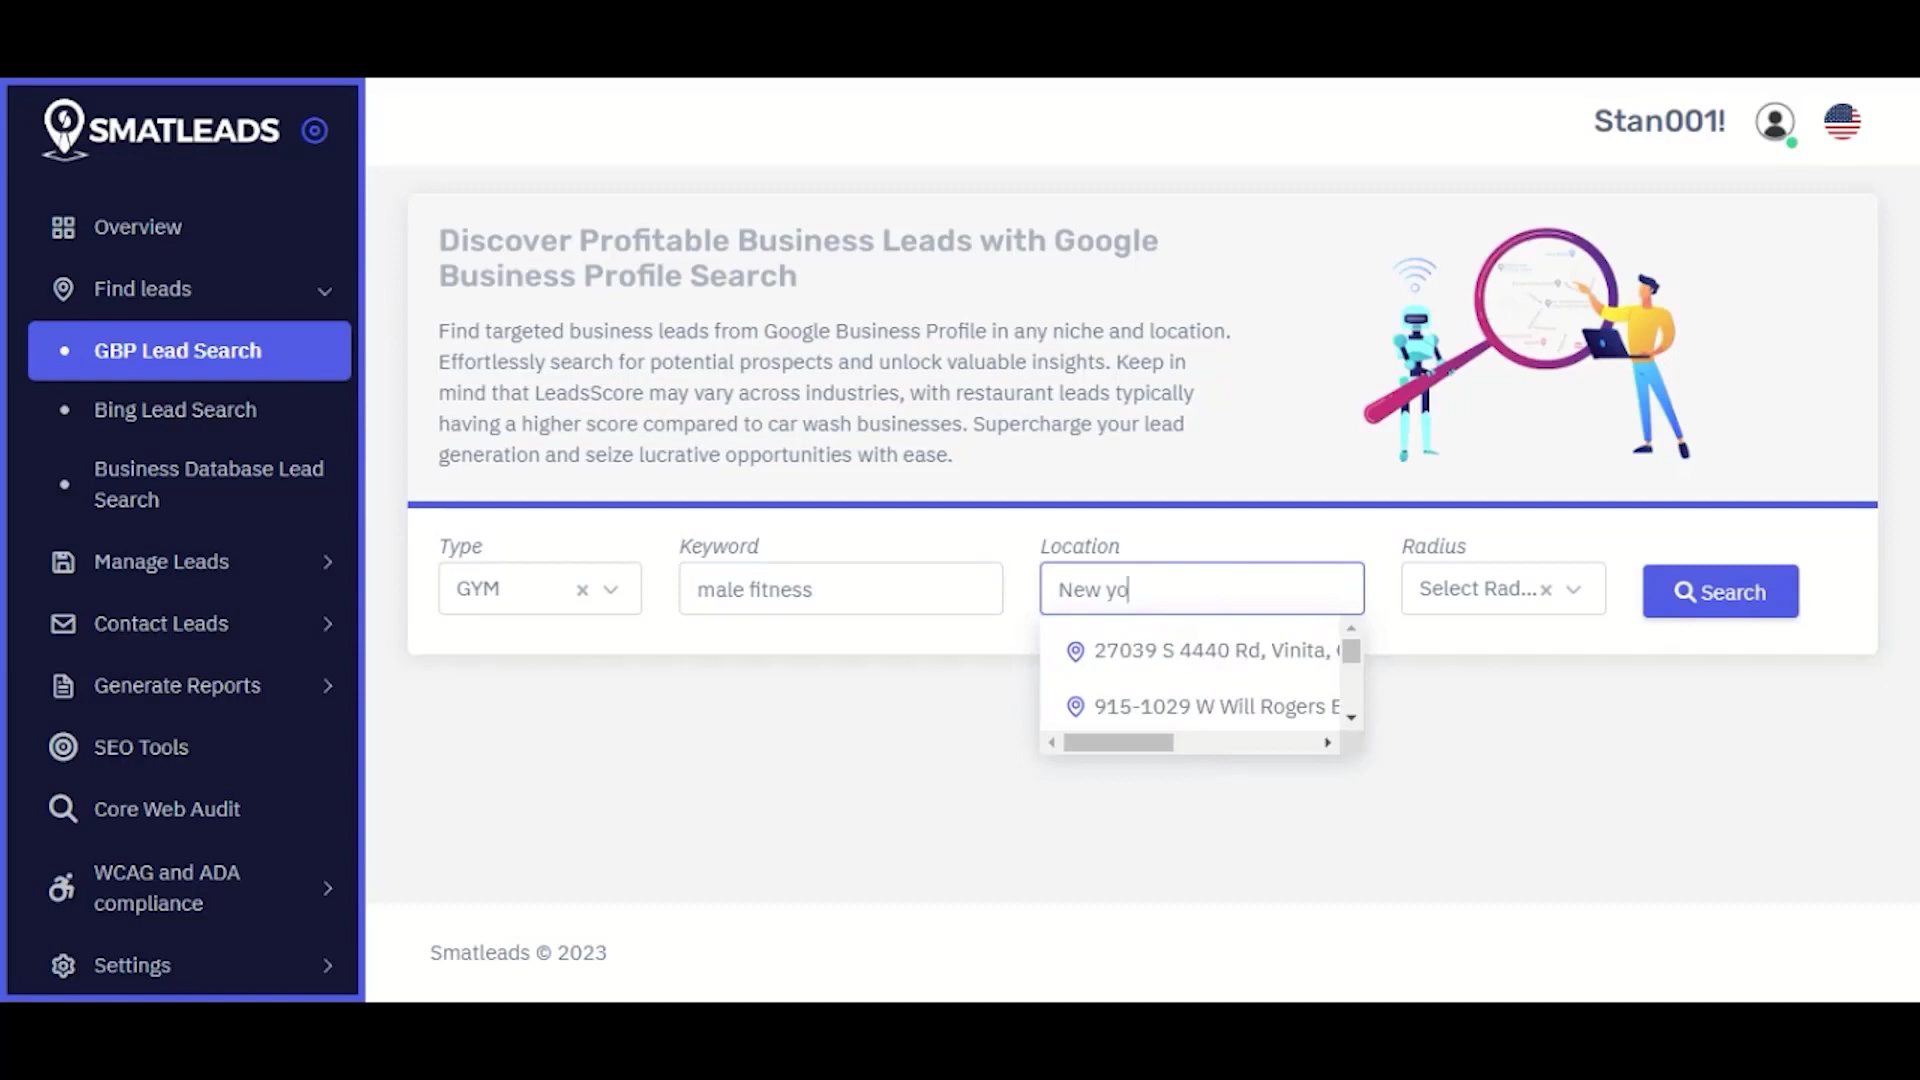 SMATLEADS
Stan001!
Overview
Find leads
GBP Lead Search
Bing Lead Search
Business Database Lead
Search
Manage Leads
Contact Leads
Generate Reports
SEO Tools
Core Web Audit
WCAG and ADA
compliance
Settings
Discover Profitable Business Leads with Google
Business Profile Search
Find targeted business leads from Google Business Profile in any niche and location.
Effortlessly search for potential prospects and unlock valuable insights. Keep in
mind that LeadsScore may vary across industries, with restaurant leads typically
having a higher score compared to car wash businesses. Supercharge your lead
generation and seize lucrative opportunities with ease.
Type Keyword Location Radius
GYM male fitness New yo Select Rad... Search
27039 S 4440 Rd, Vinita,
915-1029 W Will Rogers
Smatleads © 2023